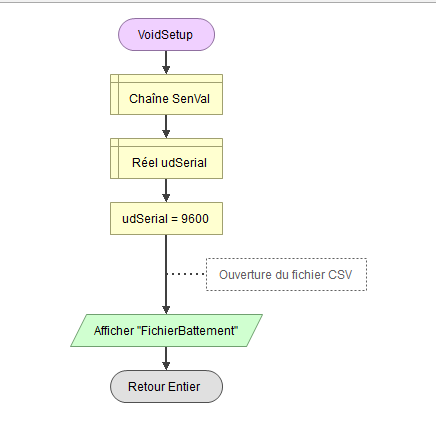 VoidSetup
Chaîne SenVal
Réel udSerial
udSerial = 9600
Ouverture du fichier CSV
Afficher "FichierBattement"
Retour Entier